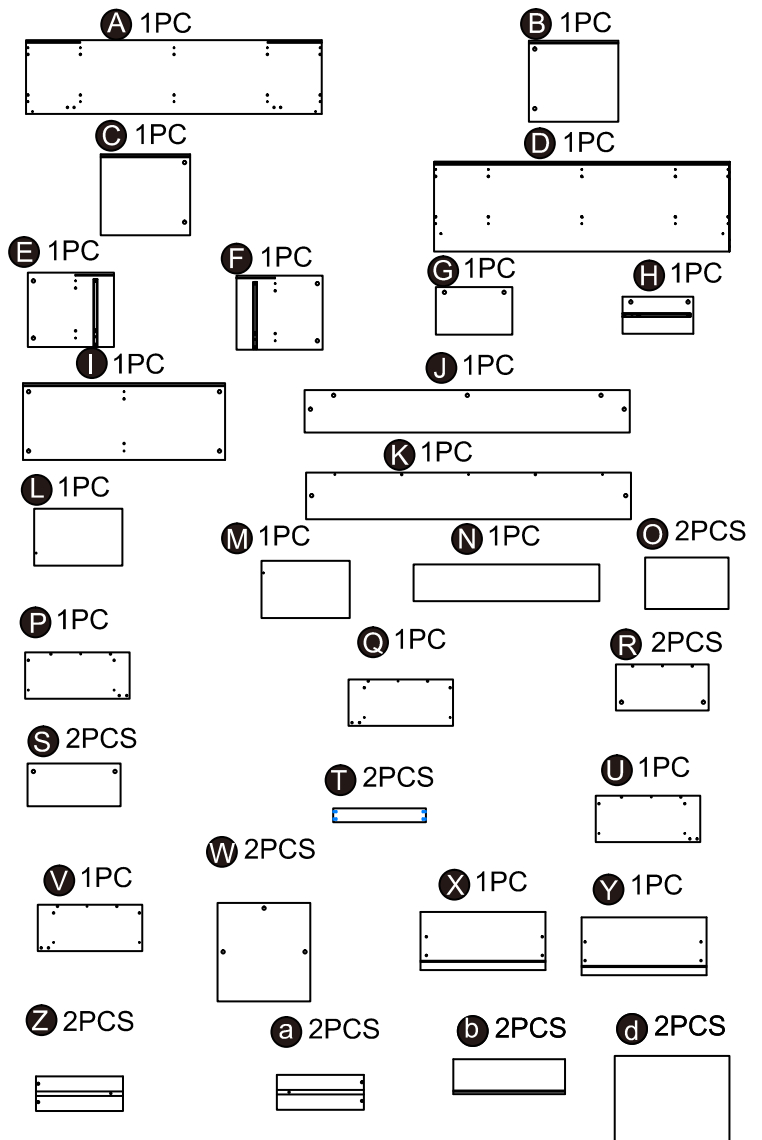 A 1PC
B 1PC
C 1PC
D 1PC
E 1PC
F 1PC
G 1PC
H 1PC
I 1PC
J 1PC
K 1PC
L 1PC
M 1PC
N 1PC
O 2PCS
P 1PC
Q 1PC
R 2PCS
S 2PCS
T 2PCS
U 1PC
V 1PC
W 2PCS
X 1PC
Y 1PC
Z 2PCS
a 2PCS
b 2PCS
d 2PCS